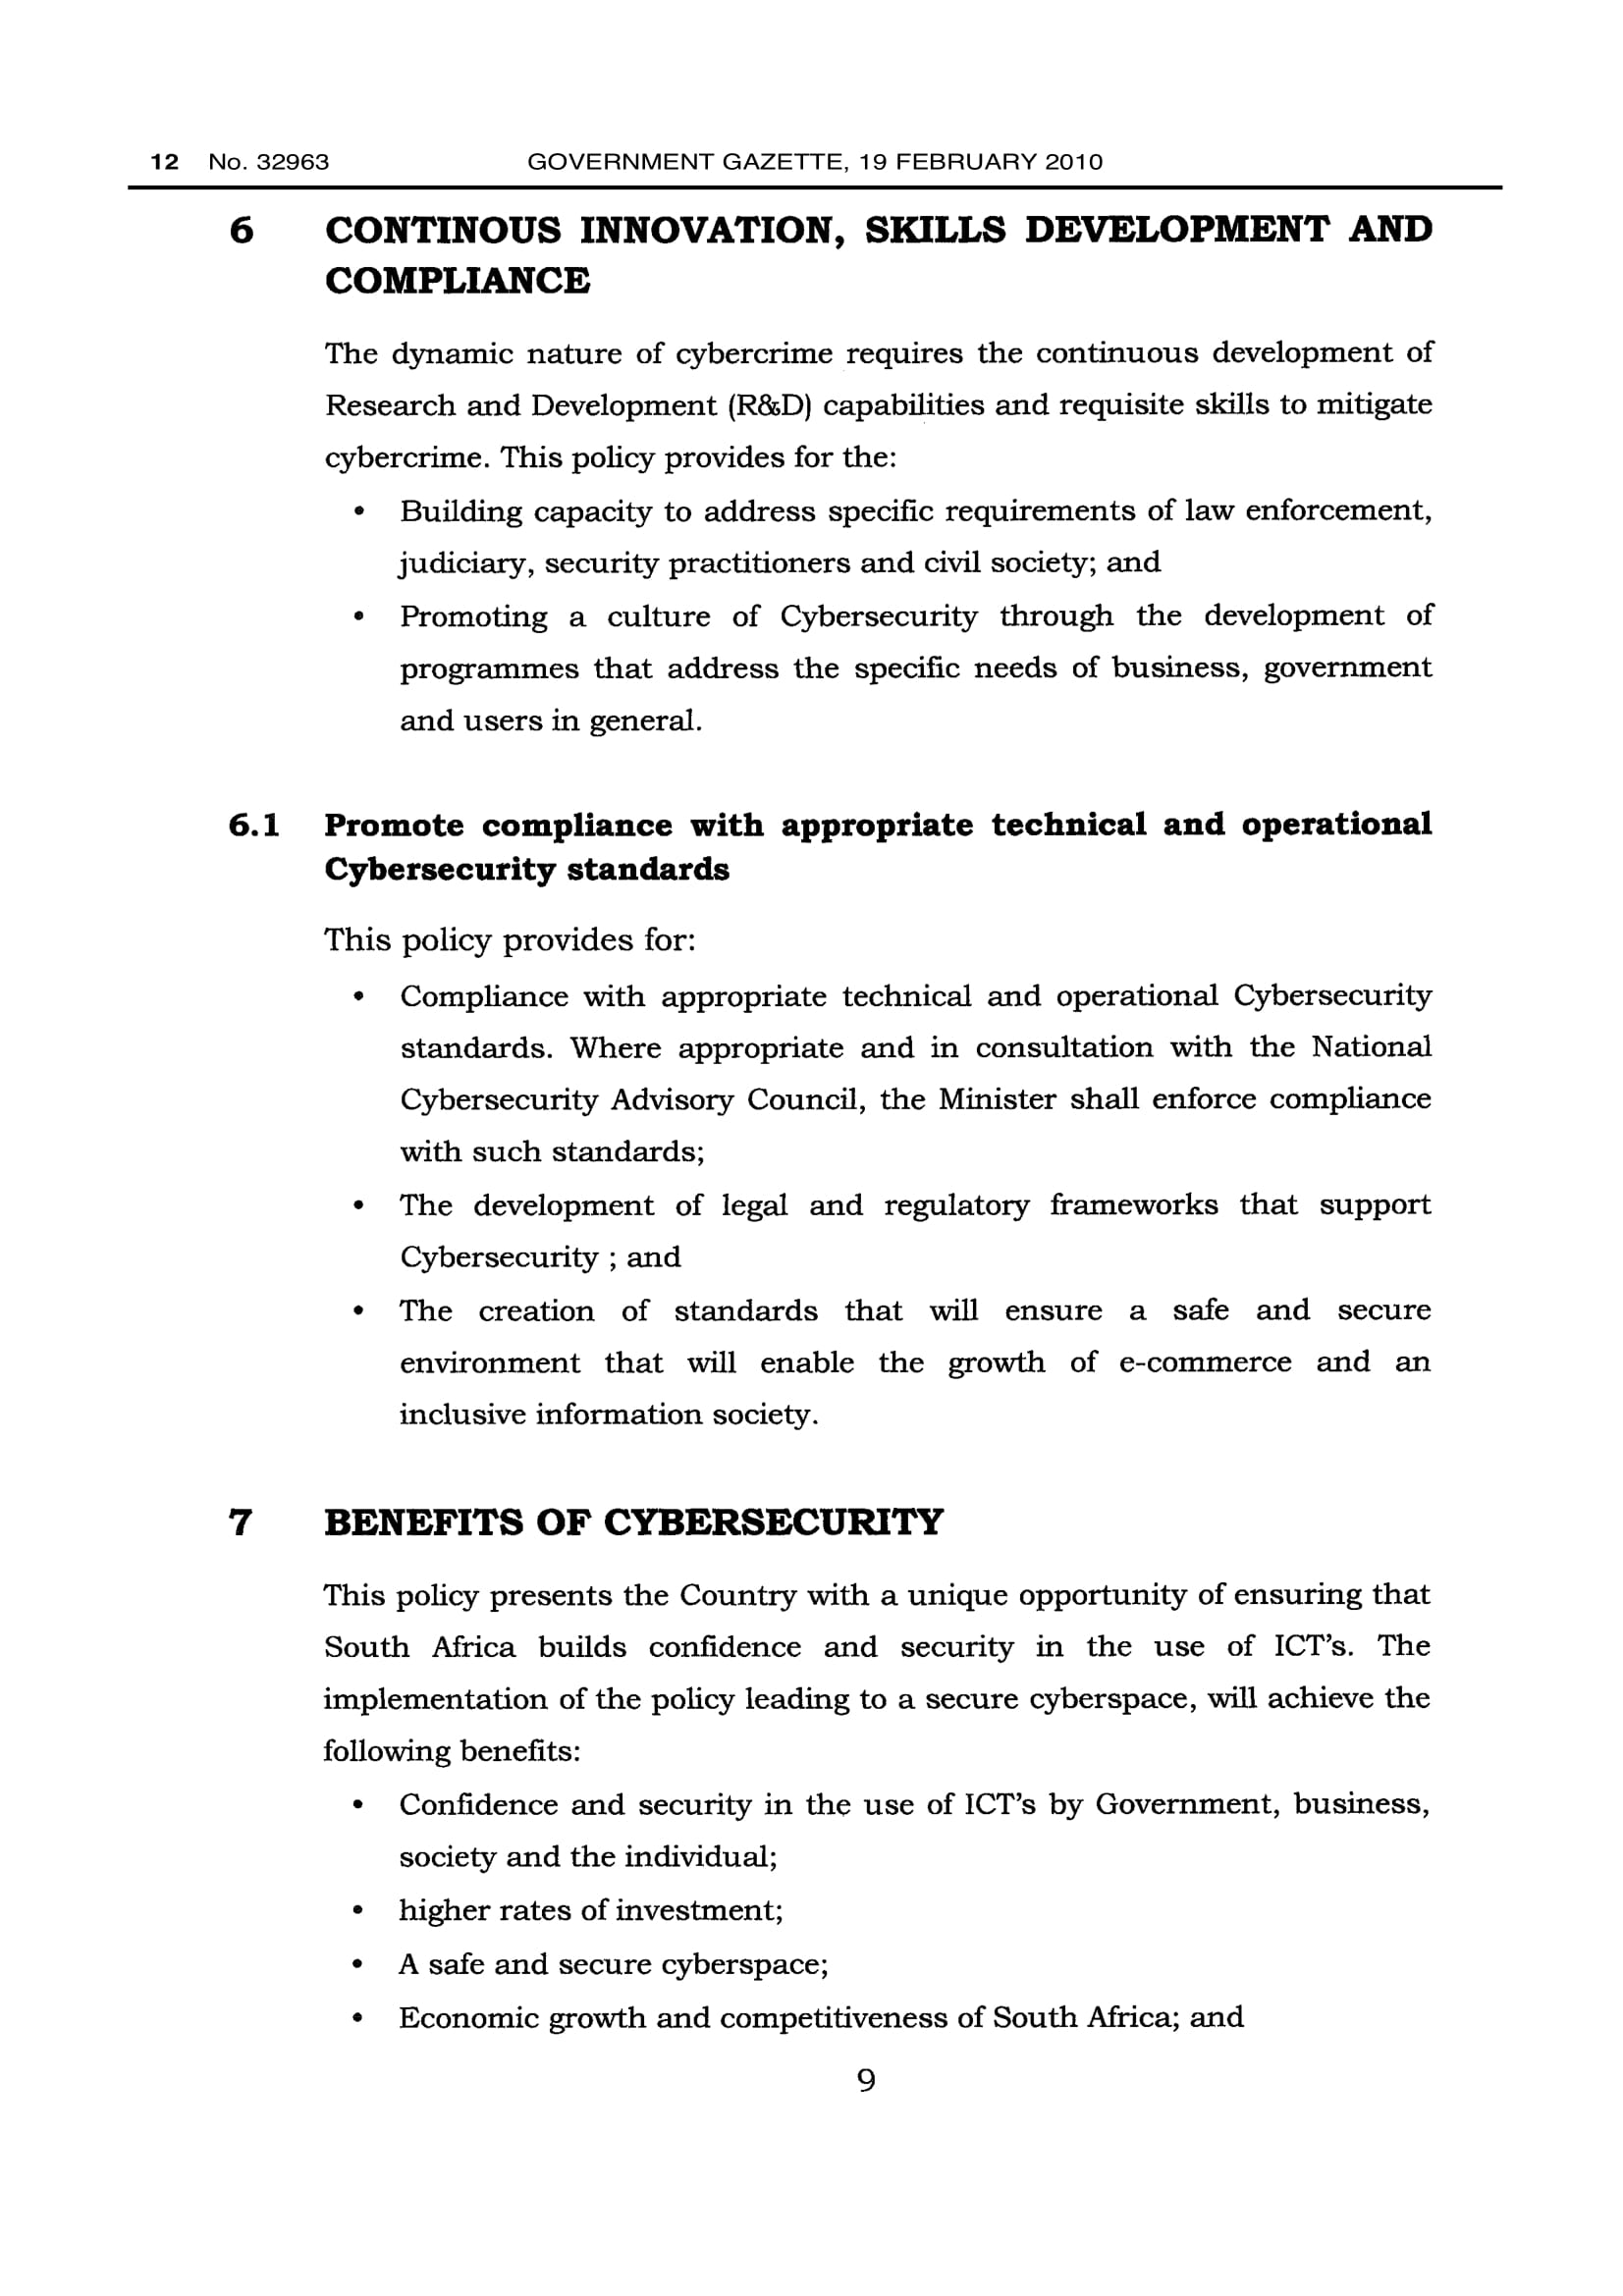 12 No. 32963 GOVERNMENT GAZETTE, 19 FEBRUARY 2010
6 CONTINOUS INNOVATION, SKILLS DEVELOPMENT AND
COMPLIANCE
The dynamic nature of cybercrime requires the continuous development of
Research and Development (R&D) capabilities and requisite skills to mitigate
cybercrime. This policy provides for the:
• Building capacity to address specific requirements of law enforcement,
judiciary, security practitioners and civil society; and
• Promoting a culture of Cybersecurity through the development of
programmes that address the specific needs of business, government
and users in general.
6.1 Promote compliance with appropriate technical and operational
Cybersecurity standards
This policy provides for:
• Compliance with appropriate technical and operational Cybersecurity
standards. Where appropriate and in consultation with the National
Cybersecurity Advisory Council, the Minister shall enforce compliance
with such standards;
• The development of legal and regulatory frameworks that support
Cybersecurity ; and
• The creation of standards that will ensure a safe and secure
environment that will enable the growth of e-commerce and an
inclusive information society.
7 BENEFITS OF CYBERSECURITY
This policy presents the Country with a unique opportunity of ensuring that
South Africa builds confidence and security in the use of ICT's. The
implementation of the policy leading to a secure cyberspace, will achieve the
following benefits:
• Confidence and security in the use of ICT's by Government, business,
society and the individual;
• higher rates of investment;
• A safe and secure cyberspace;
• Economic growth and competitiveness of South Africa; and
9